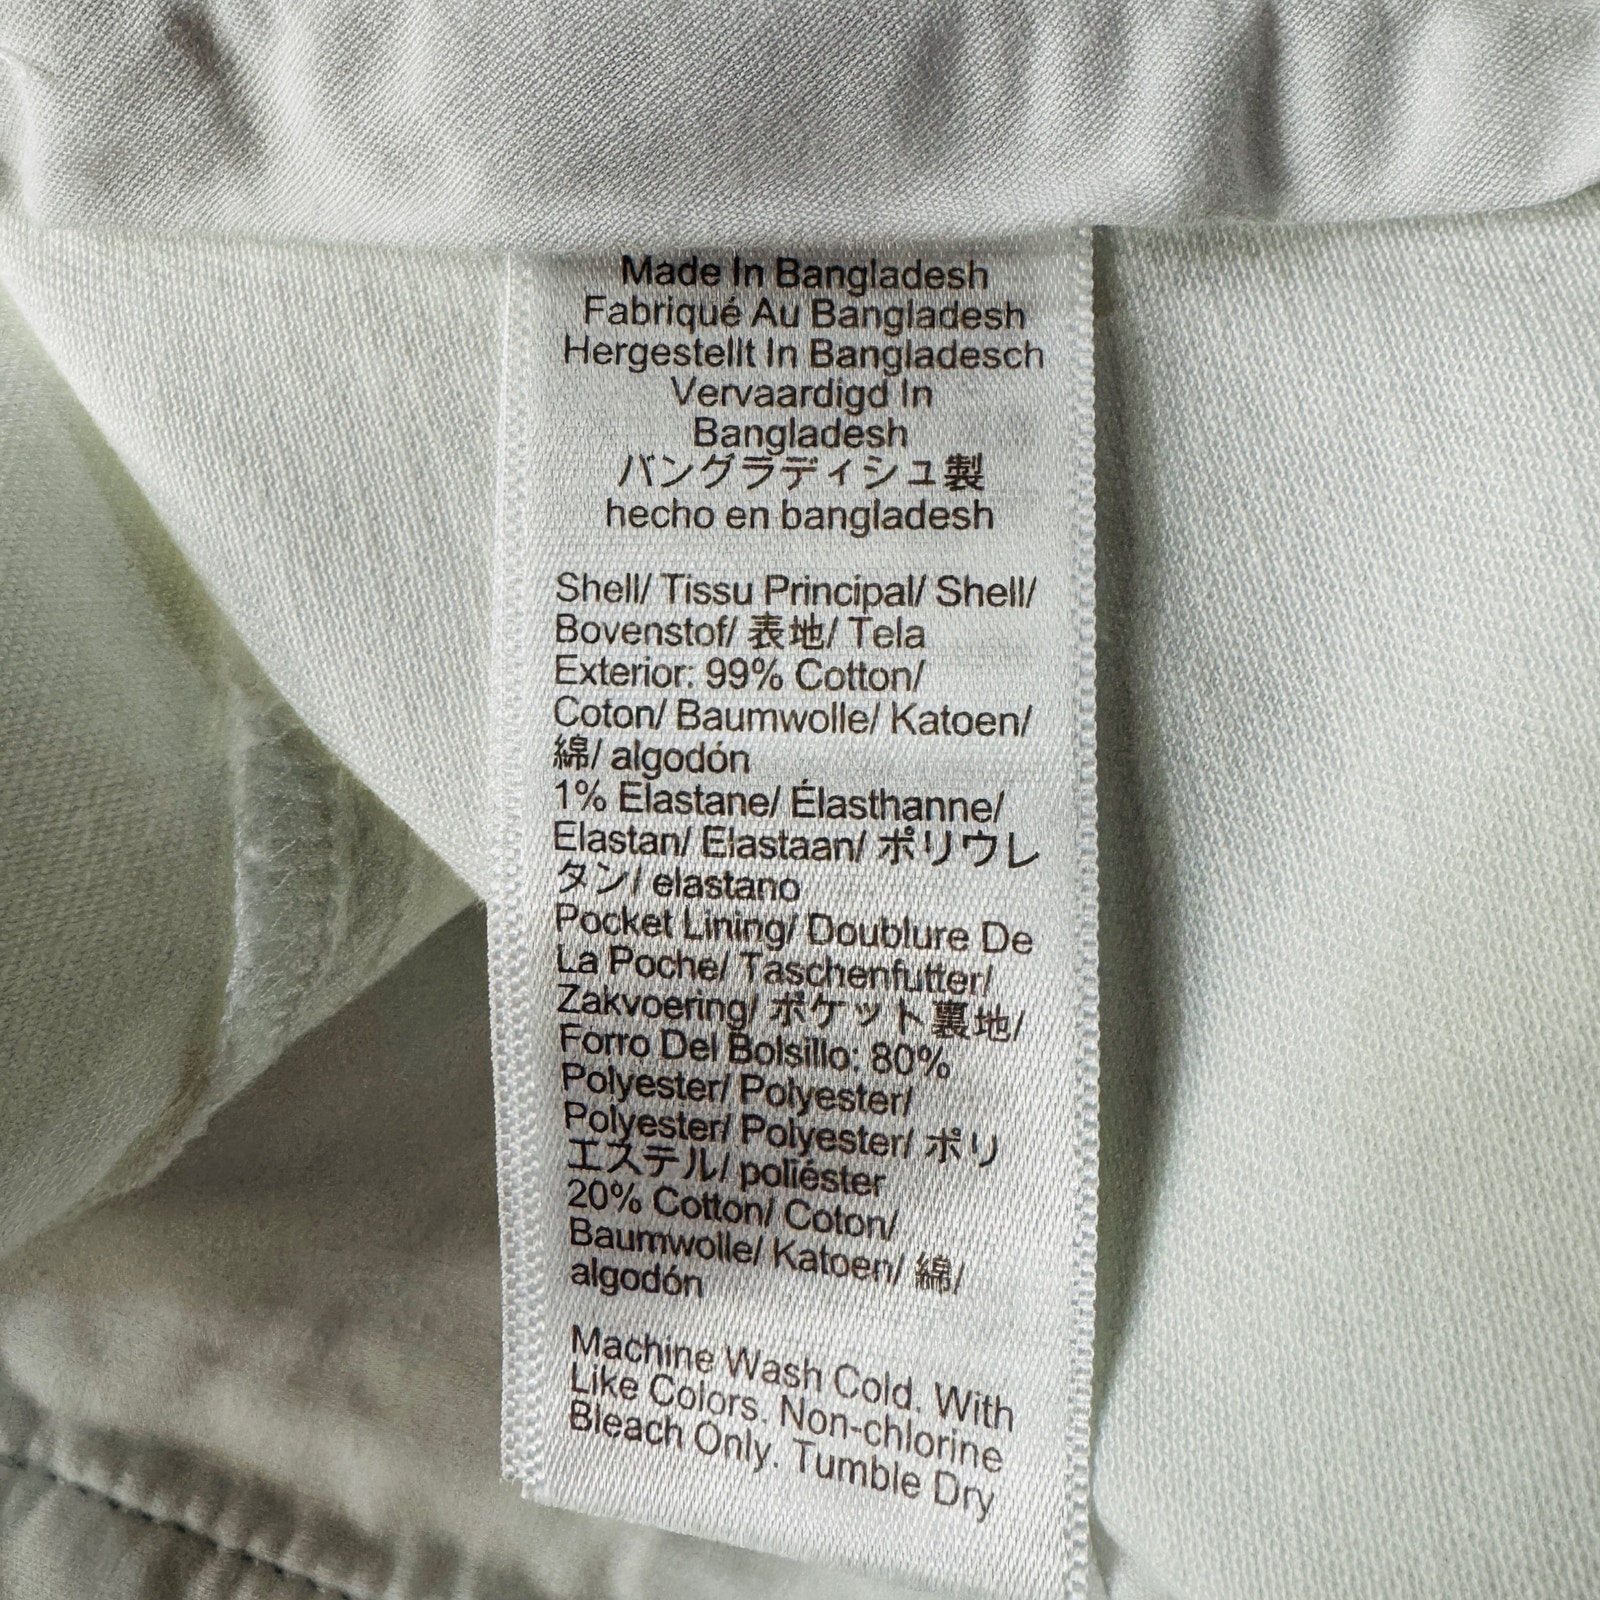 Made In Bangladesh
Fabriqué Au Bangladesh
Hergestellt In Bangladesch
Vervaardigd In
Bangladesh
バングラディシュ製
hecho en bangladesh
Shell/ Tissu Principal/ Shell/
Bovenstof/ 表地/ Tela
Exterior: 99% Cotton/
Coton/ Baumwolle/ Katoen/
綿/ algodón
1% Elastane/ Élasthanne/
Elastan/ Elastaan/ ポリウレ
タン/ elastano
Pocket Lining/ Doublure De
La Poche/ Taschenfutter/
Zakvoering/ ポケット裏地/
Forro Del Bolsillo: 80%
Polyester/ Polyester/
Polyester/ Polyester/ ポリ
エステル/ poliéster
20% Cotton/ Coton/
Baumwolle/ Katoen/ 綿/
algodón
Machine Wash Cold. With
Like Colors. Non-chlorine
Bleach Only. Tumble Dry